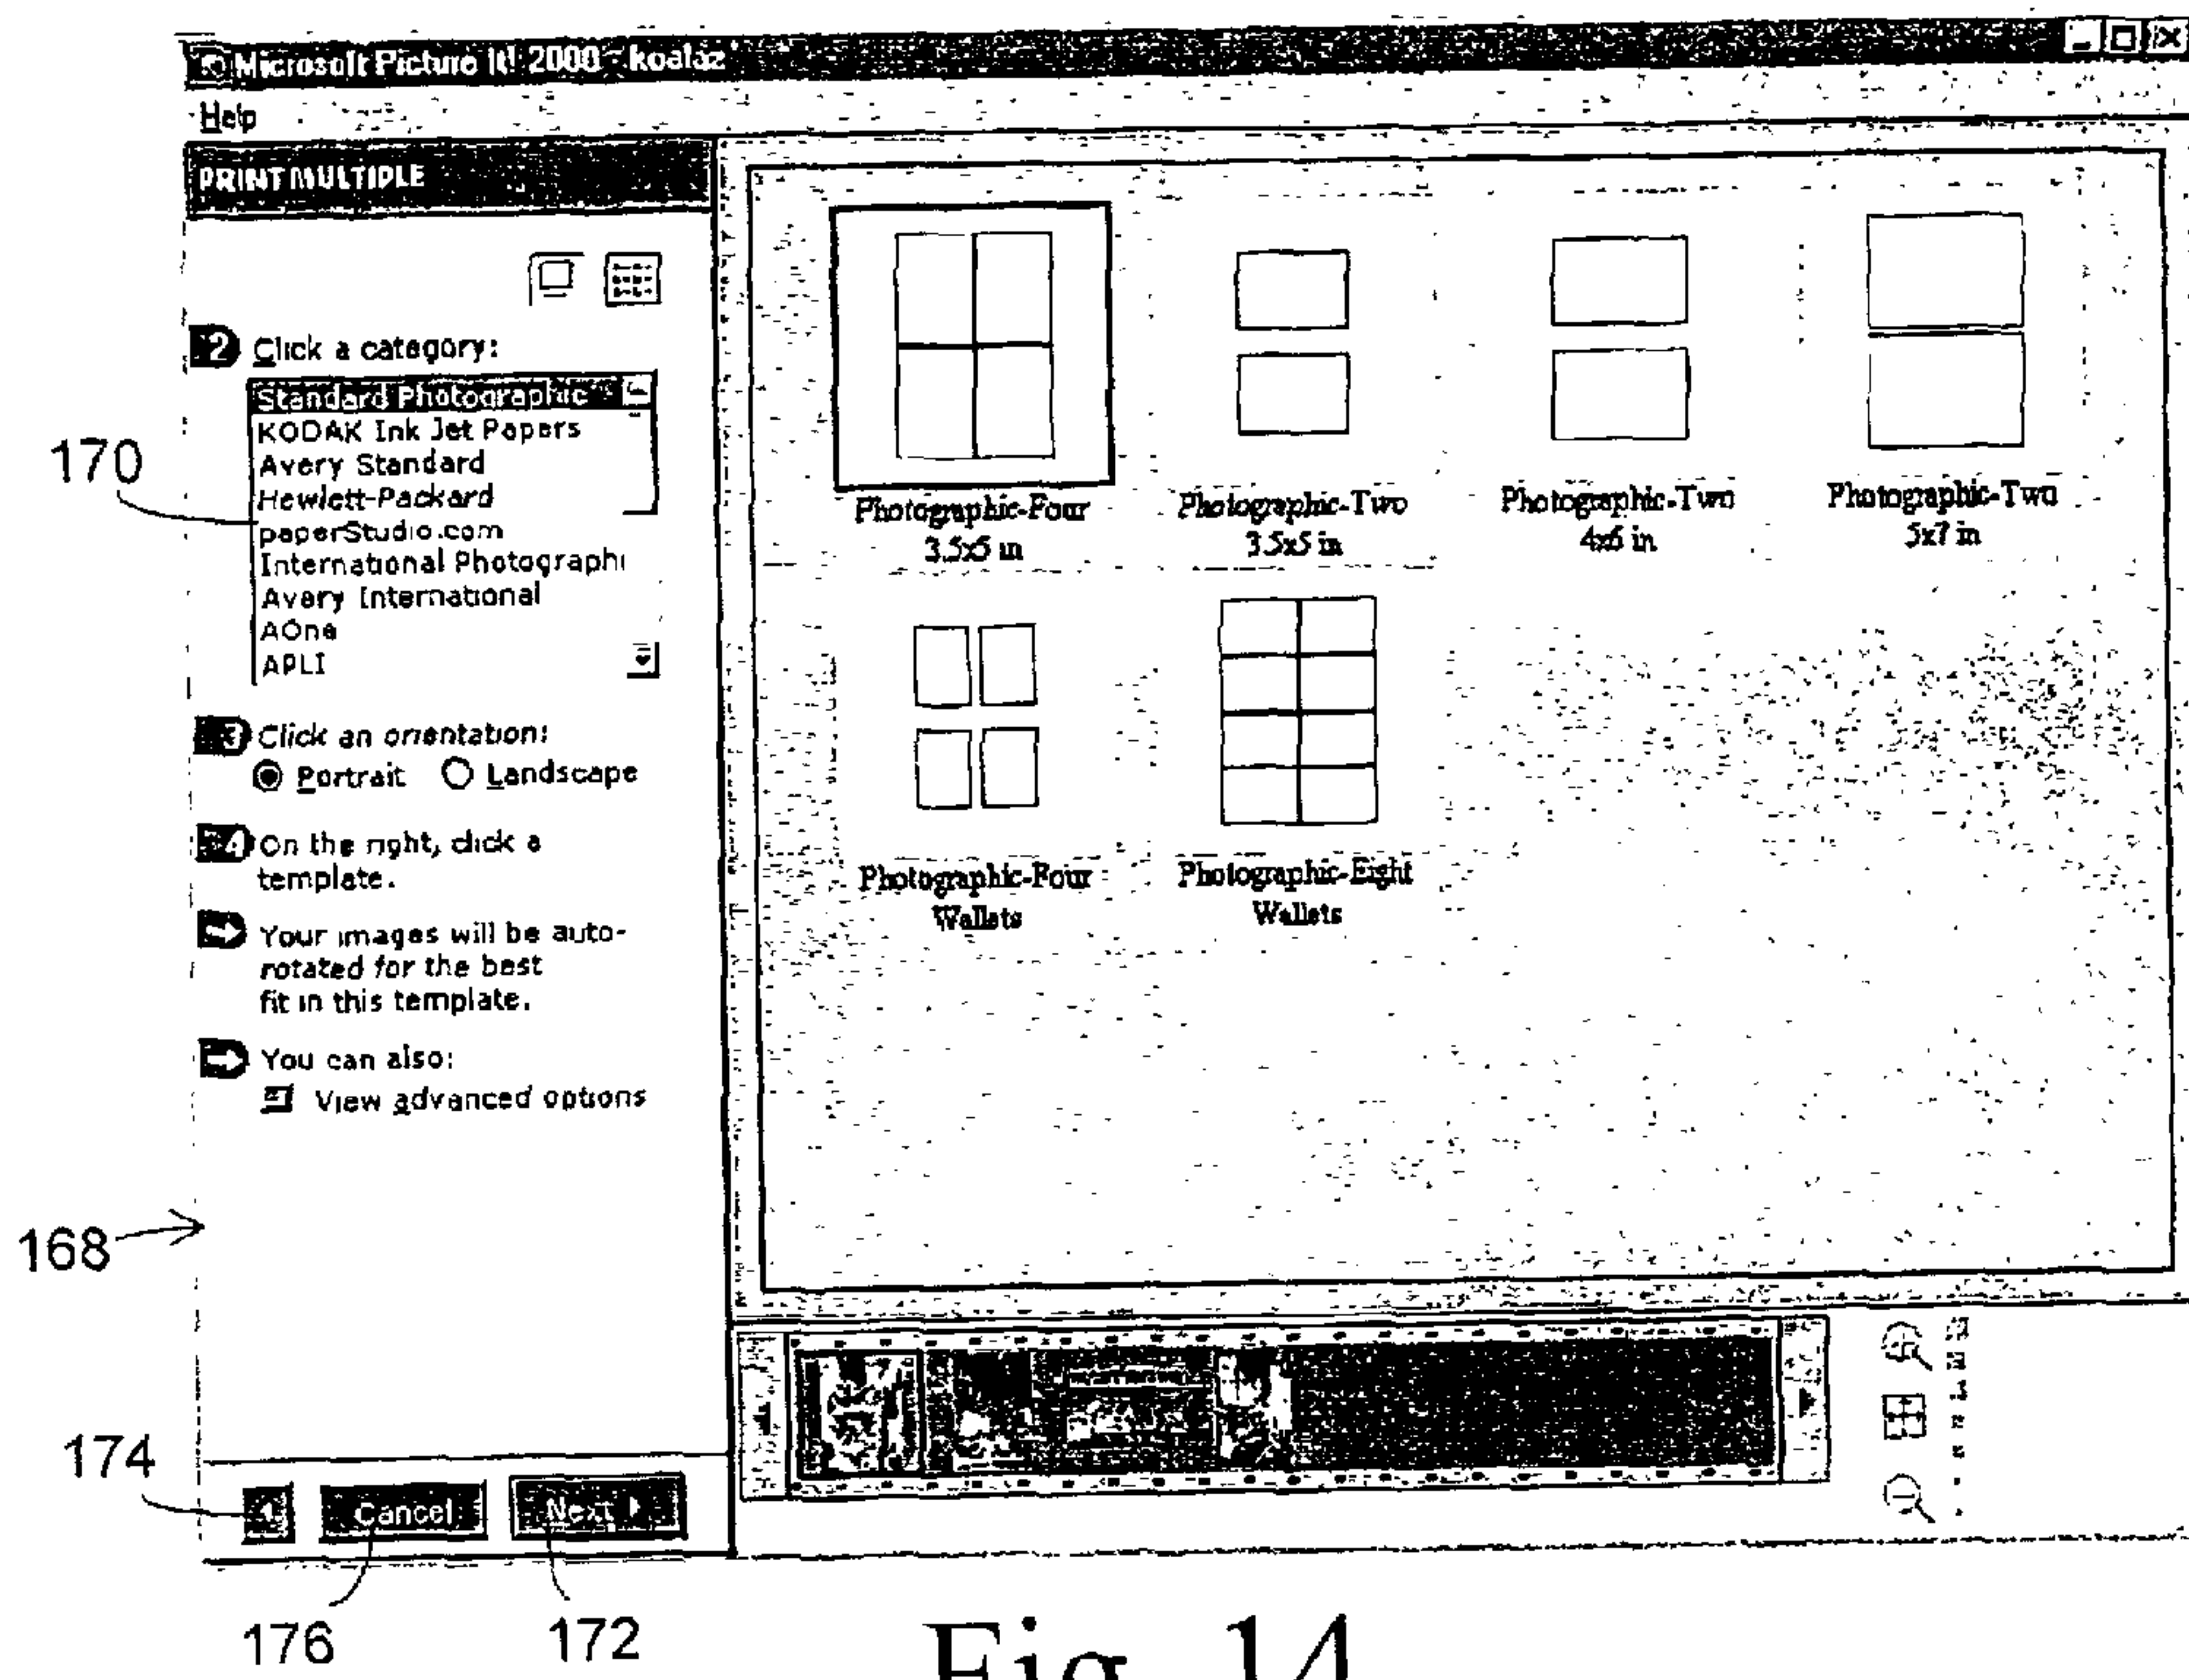 Microsoft Picture It! 2000 - koalaz
Help
PRINT MULTIPLE
2 Click a category:
Standard Photographic
KODAK Ink Jet Papers
Avery Standard
Hewlett-Packard
paperStudio.com
International Photographi
Avery International
AOne
APLI
3 Click an orientation:
Portrait Landscape
4 On the right, click a
template.
Your images will be auto-
rotated for the best
fit in this template.
You can also:
View advanced options
Cancel Next
Photographic-Four
3.5x5 in
Photographic-Two
3.5x5 in
Photographic-Two
4x6 in
Photographic-Two
5x7 in
Photographic-Four
Wallets
Photographic-Eight
Wallets
170
168
174
176
172
Fig. 14